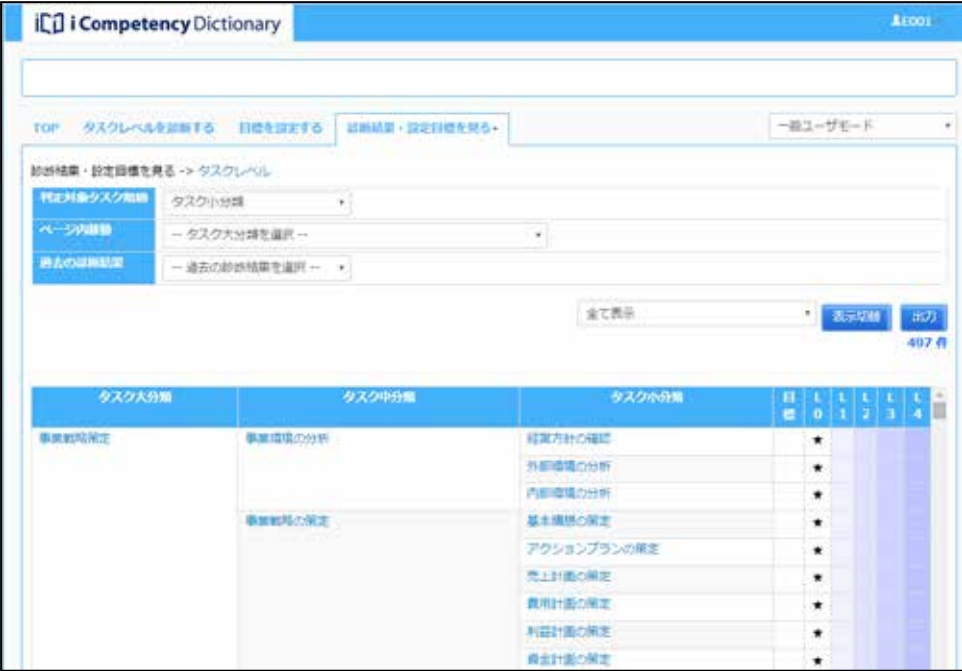 iCD i Competency Dictionary
E001
TOP タスクレベルを診断する 目標を設定する 診断結果・設定目標を見る 一般ユーザモード
診断結果・設定目標を見る -> タスクレベル
判定対象タスク階層 タスク小分類
ページ内移動 -- タスク大分類を選択 --
過去の診断結果 -- 過去の診断結果を選択 --
全て表示 表示切替 出力
407 件
タスク大分類 タスク中分類 タスク小分類 目標 L0 L1 L2 L3 L4
事業戦略策定 事業環境の分析 経営方針の確認 ★
外部環境の分析 ★
内部環境の分析 ★
事業戦略の策定 基本構想の策定 ★
アクションプランの策定 ★
売上計画の策定 ★
費用計画の策定 ★
利益計画の策定 ★
資金計画の策定 ★